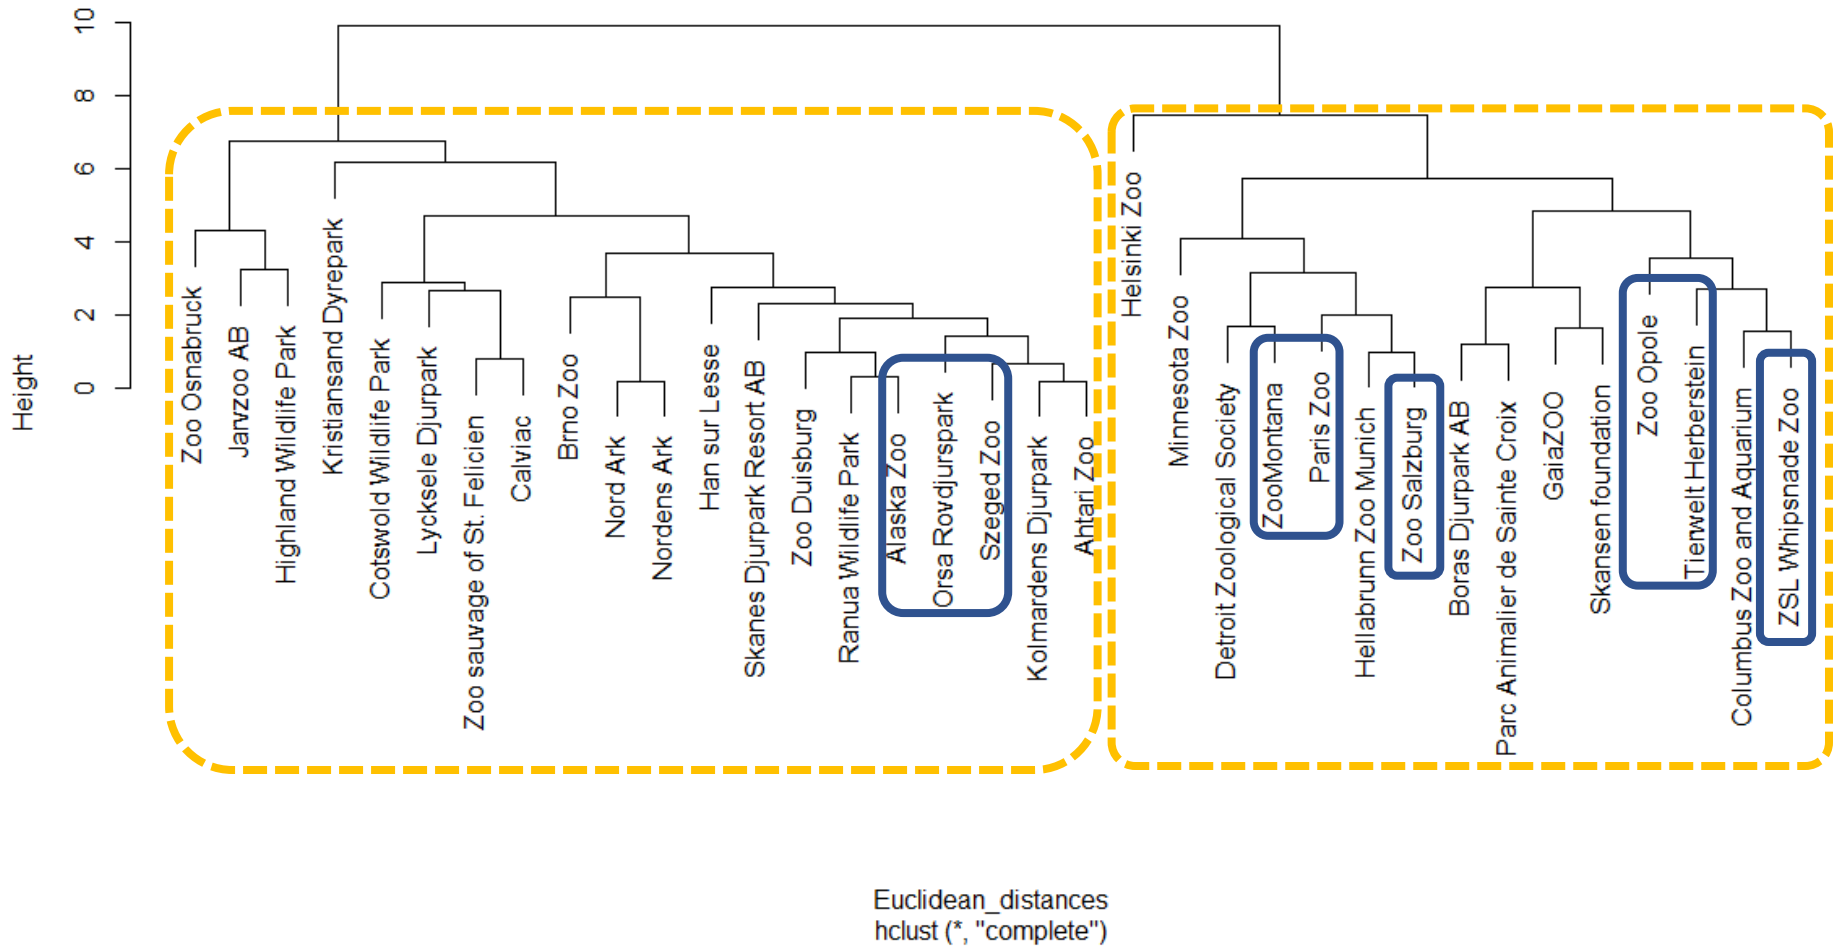 Height
10
8
6
4
2
0
Zoo Osnabruck
Jarvzoo AB
Highland Wildlife Park
Kristiansand Dyrepark
Cotswold Wildlife Park
Lycksele Djurpark
Zoo sauvage of St. Felicien
Calviac
Brno Zoo
Nord Ark
Nordens Ark
Han sur Lesse
Skanes Djurpark Resort AB
Zoo Duisburg
Ranua Wildlife Park
Alaska Zoo
Orsa Rovdjurspark
Szeged Zoo
Kolmardens Djurpark
Ahtari Zoo
Helsinki Zoo
Minnesota Zoo
Detroit Zoological Society
ZooMontana
Paris Zoo
Hellabrunn Zoo Munich
Zoo Salzburg
Boras Djurpark AB
Parc Animalier de Sainte Croix
GaiaZOO
Skansen foundation
Zoo Opole
Tierwelt Herberstein
Columbus Zoo and Aquarium
ZSL Whipsnade Zoo
Euclidean_distances
hclust (*, "complete")